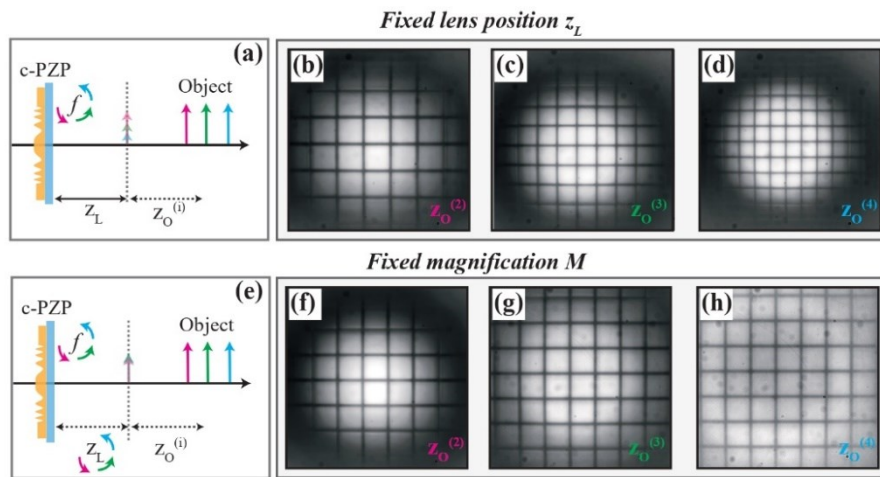 Fixed lens position z_L
(a)
c-PZP
f
Object
Z_L
Z_O^(i)
(b)
Z_O^(2)
(c)
Z_O^(3)
(d)
Z_O^(4)
Fixed magnification M
(e)
c-PZP
f
Object
Z_L
Z_O^(i)
(f)
Z_O^(2)
(g)
Z_O^(3)
(h)
Z_O^(4)